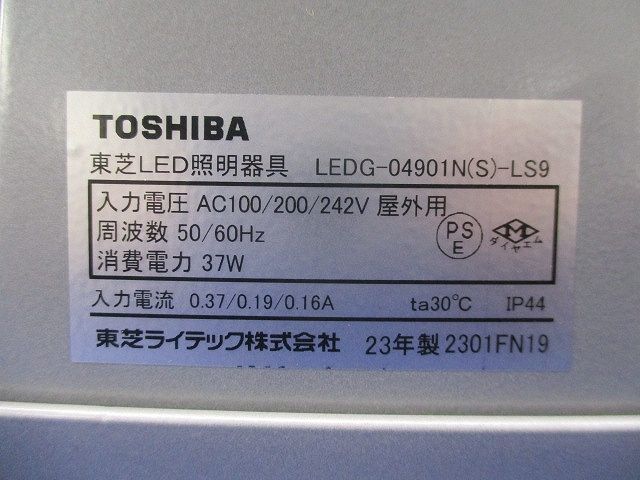 TOSHIBA
東芝LED照明器具 LEDG-04901N(S)-LS9
入力電圧 AC100/200/242V 屋外用
周波数 50/60Hz
消費電力 37W
PS
E
M
ダイヤエム
入力電流 0.37/0.19/0.16A ta30℃ IP44
東芝ライテック株式会社 23年製 2301FN19